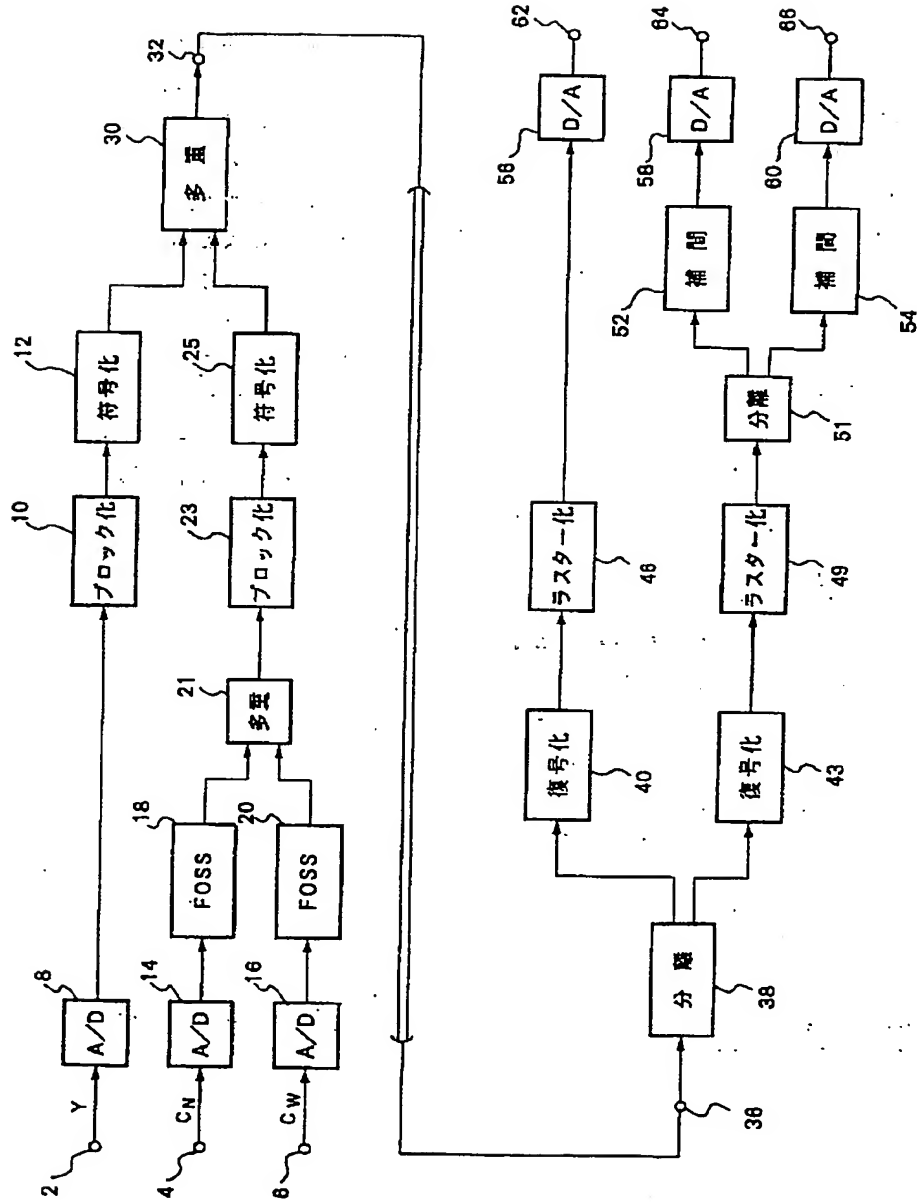 2
Y
8
A/D
10
ブロック化
12
符号化
30
多重
32
4
CN
14
A/D
18
FOSS
21
多重
23
ブロック化
25
符号化
6
CW
16
A/D
20
FOSS
36
38
分離
40
復号化
46
ラスター化
56
D/A
62
43
復号化
49
ラスター化
51
分離
52
補間
58
D/A
64
54
補間
60
D/A
66